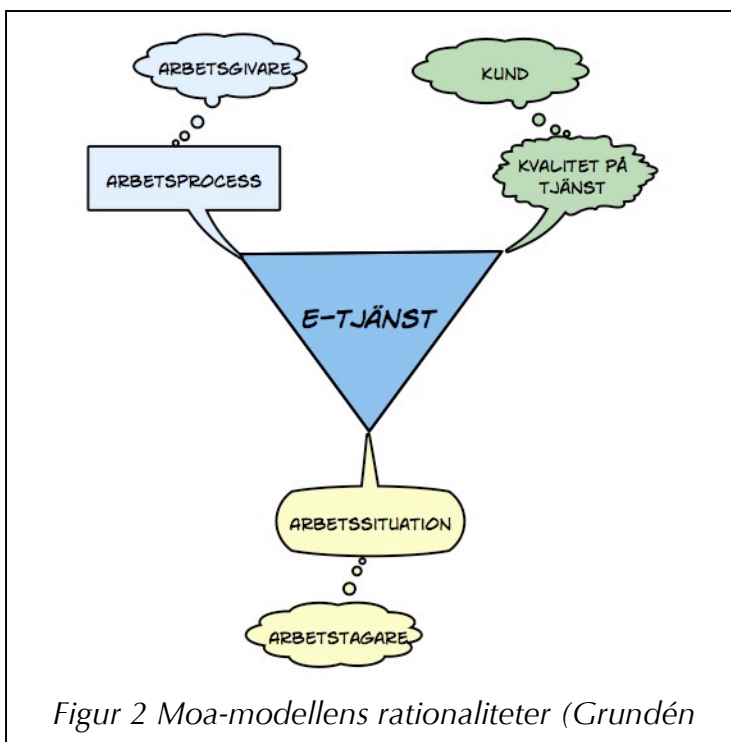 ARBETSGIVARE
KUND
ARBETSPROCESS
KVALITET PÅ
TJÄNST
E-TJÄNST
ARBETSSITUATION
ARBETSTAGARE
Figur 2 Moa-modellens rationaliteter (Grundén